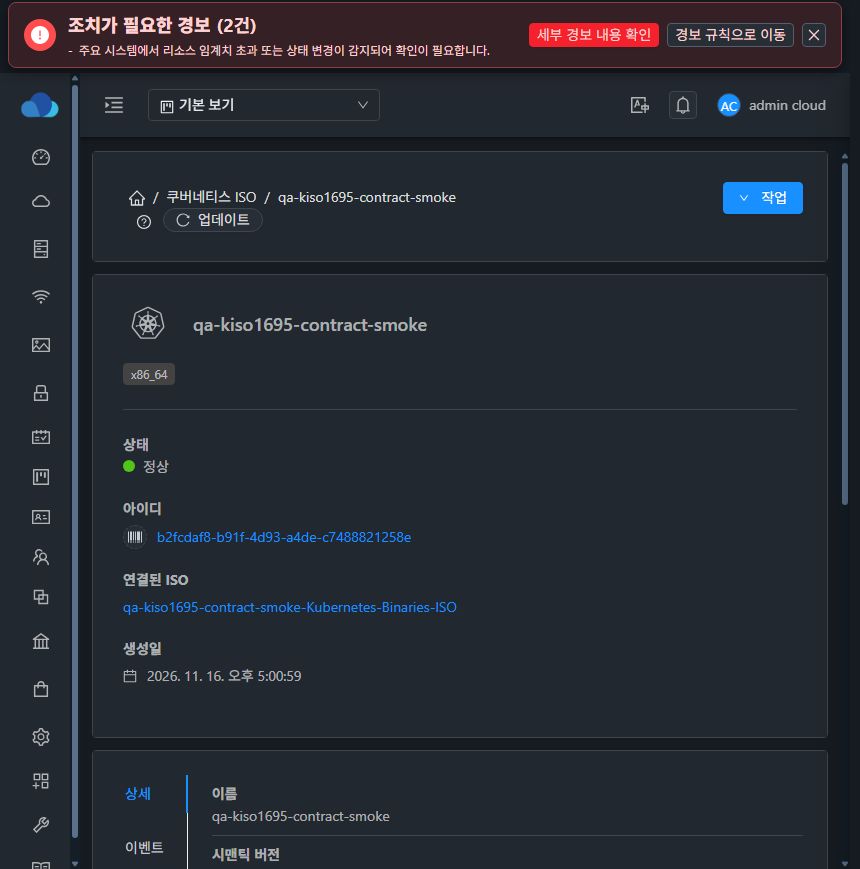 조치가 필요한 경보 (2건)
- 주요 시스템에서 리소스 임계치 초과 또는 상태 변경이 감지되어 확인이 필요합니다.
세부 경보 내용 확인
경보 규칙으로 이동
기본 보기
AC
admin cloud
/ 쿠버네티스 ISO / qa-kiso1695-contract-smoke
업데이트
작업
qa-kiso1695-contract-smoke
x86_64
상태
정상
아이디
b2fcdaf8-b91f-4d93-a4de-c7488821258e
연결된 ISO
qa-kiso1695-contract-smoke-Kubernetes-Binaries-ISO
생성일
2026. 11. 16. 오후 5:00:59
상세
이름
qa-kiso1695-contract-smoke
이벤트
시맨틱 버전